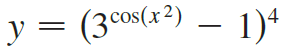 y = (3^{cos(x^2)} − 1)^4